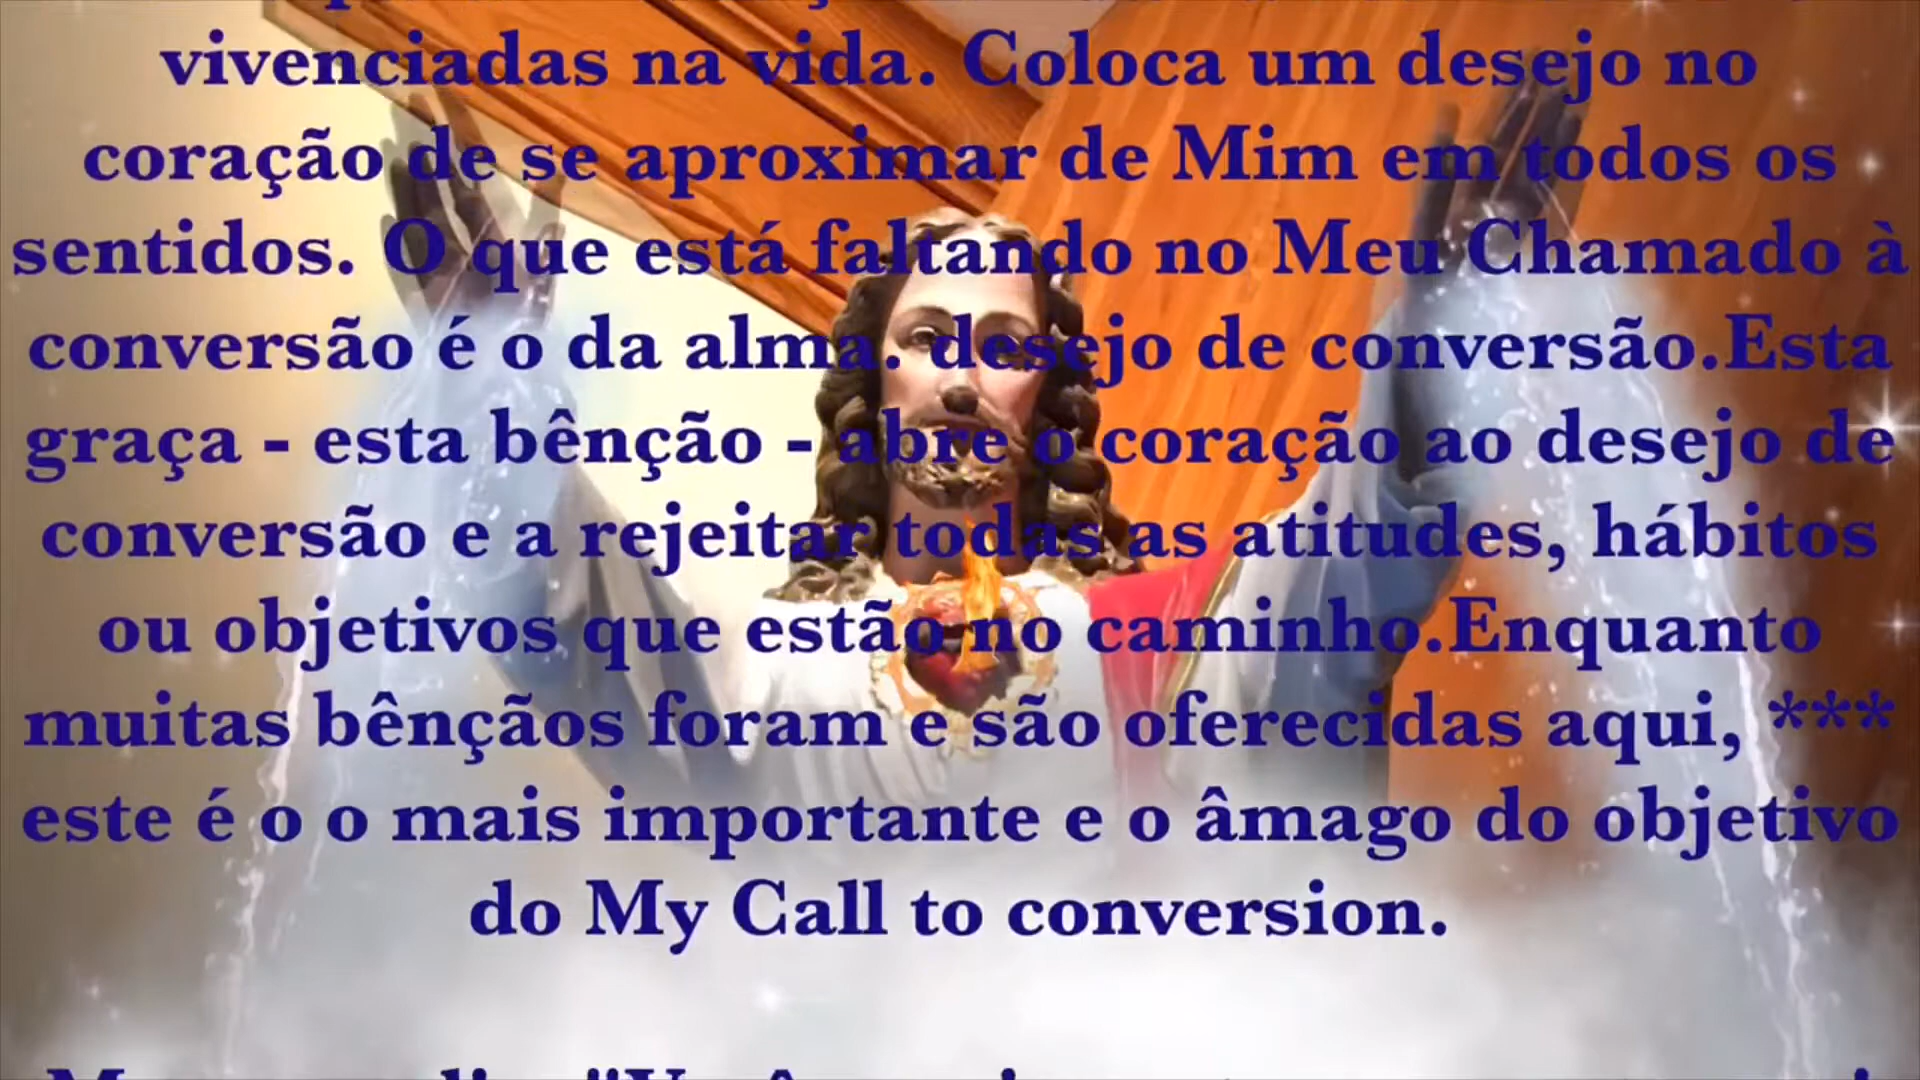 vivenciadas na vida. Coloca um desejo no
coração de se aproximar de Mim em todos os
sentidos. O que está faltando no Meu Chamado à
conversão é o da alma. desejo de conversão.Esta
graça - esta bênção - abre o coração ao desejo de
conversão e a rejeitar todas as atitudes, hábitos
ou objetivos que estão no caminho.Enquanto
muitas bênçãos foram e são oferecidas aqui, ***
este é o o mais importante e o âmago do objetivo
do My Call to conversion.